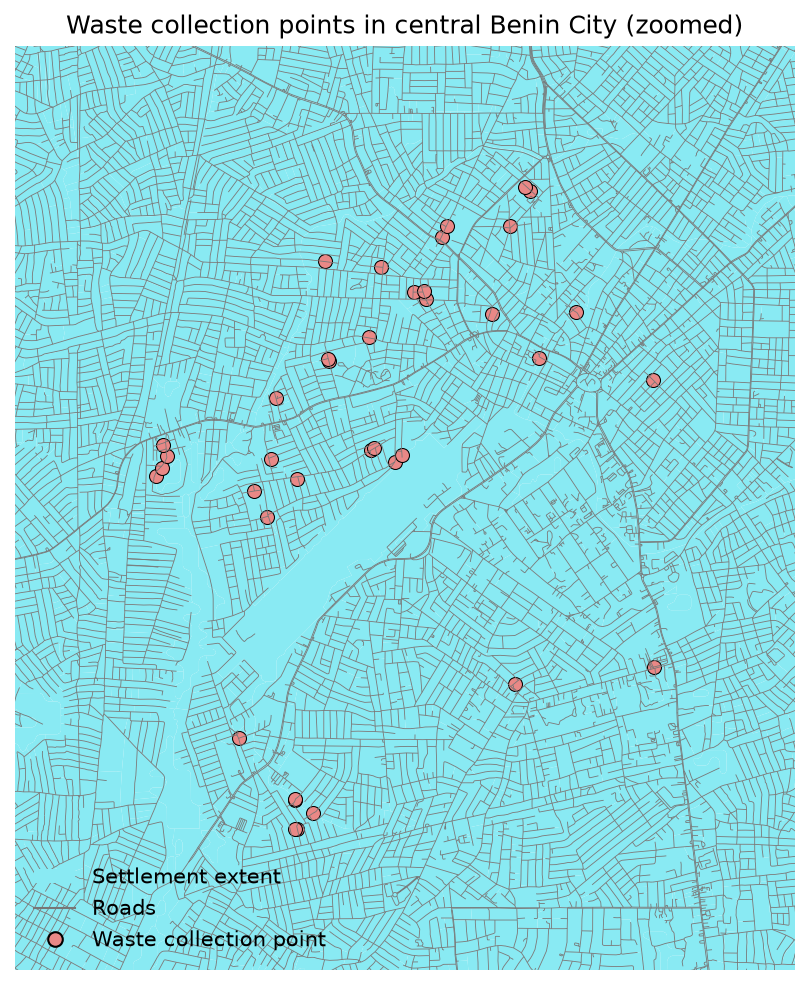 Waste collection points in central Benin City (zoomed)
Settlement extent
Roads
Waste collection point